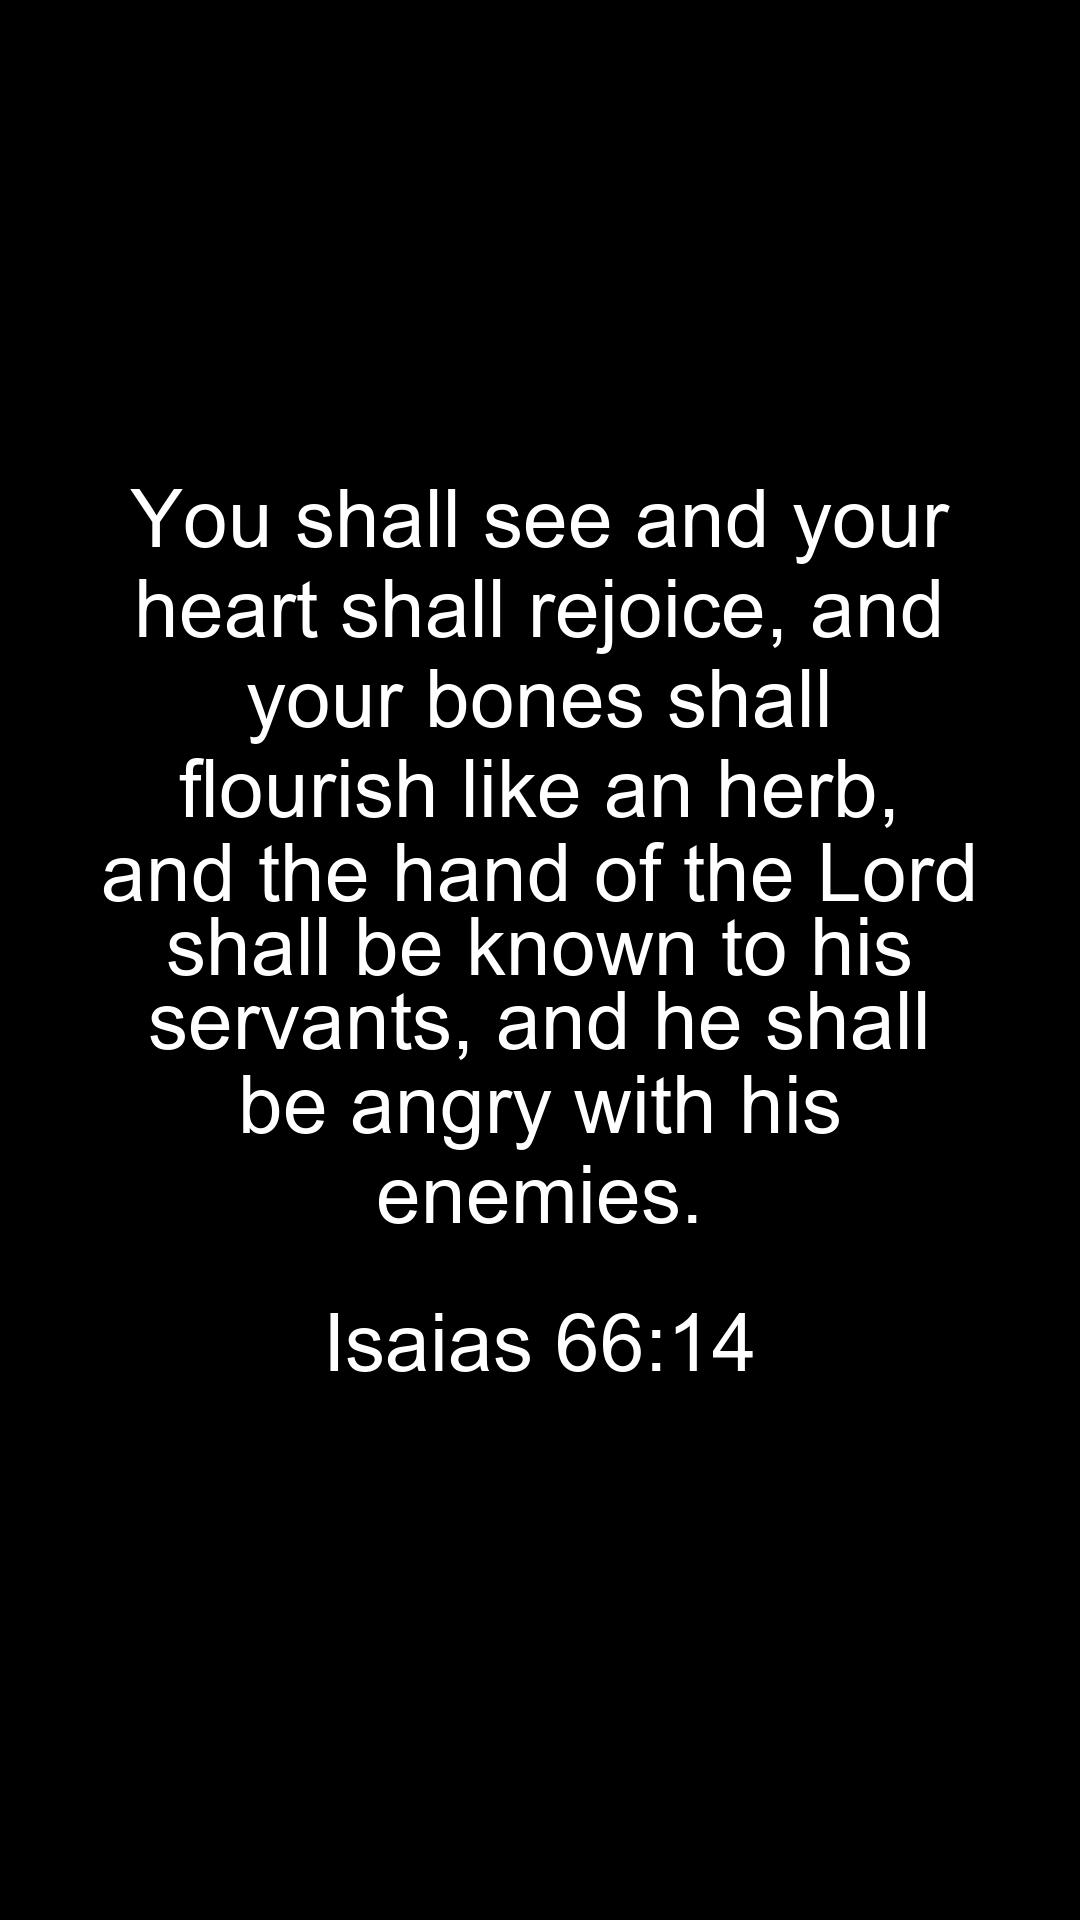 You shall see and your
heart shall rejoice, and
your bones shall
flourish like an herb,
and the hand of the Lord
shall be known to his
servants, and he shall
be angry with his
enemies.
Isaias 66:14